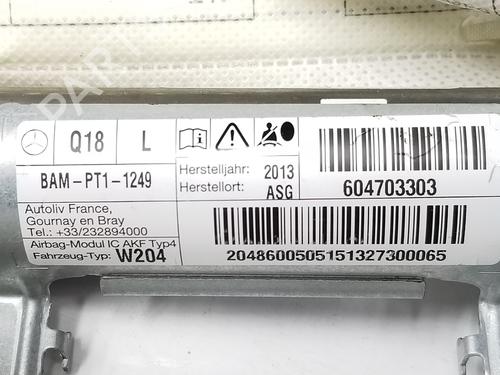 Q18 L
BAM-PT1-1249
Autoliv France,
Gournay en Bray
Tel.: +33/232894000
Airbag-Modul IC AKF Typ4
Fahrzeug-Typ: W204
Herstelljahr: 2013
Herstellort: ASG
604703303
2048600505151327300065